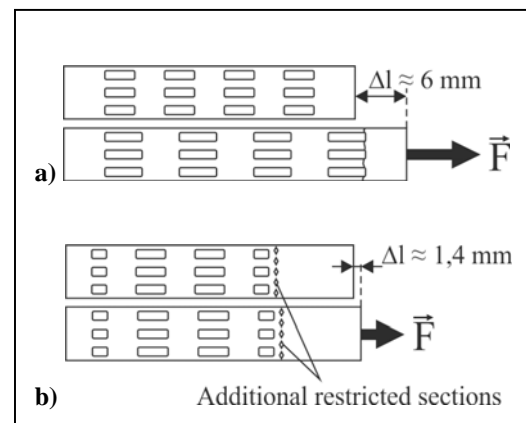 Δl ≈ 6 mm
a)
F⃗
Δl ≈ 1,4 mm
F⃗
b)
Additional restricted sections